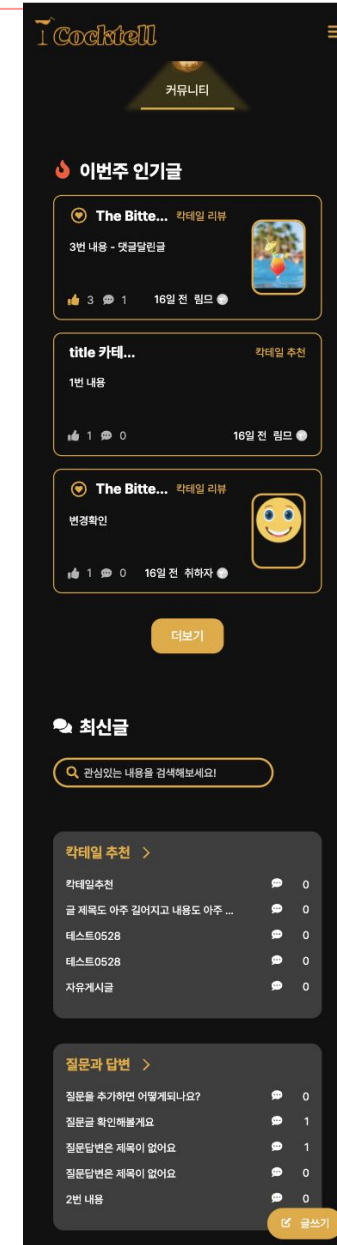 Cocktell
커뮤니티
이번주 인기글
The Bitte... 칵테일 리뷰
3번 내용 - 댓글달린글
3 1 16일 전 림므
title 카테... 칵테일 추천
1번 내용
1 0 16일 전 림므
The Bitte... 칵테일 리뷰
변경확인
1 0 16일 전 취하자
더보기
최신글
관심있는 내용을 검색해보세요!
칵테일 추천 >
칵테일추천 0
글 제목도 아주 길어지고 내용도 아주 ... 0
테스트0528 0
테스트0528 0
자유게시글 0
질문과 답변 >
질문을 추가하면 어떻게되나요? 0
질문글 확인해볼게요 1
질문답변은 제목이 없어요 1
질문답변은 제목이 없어요 0
2번 내용 0
글쓰기